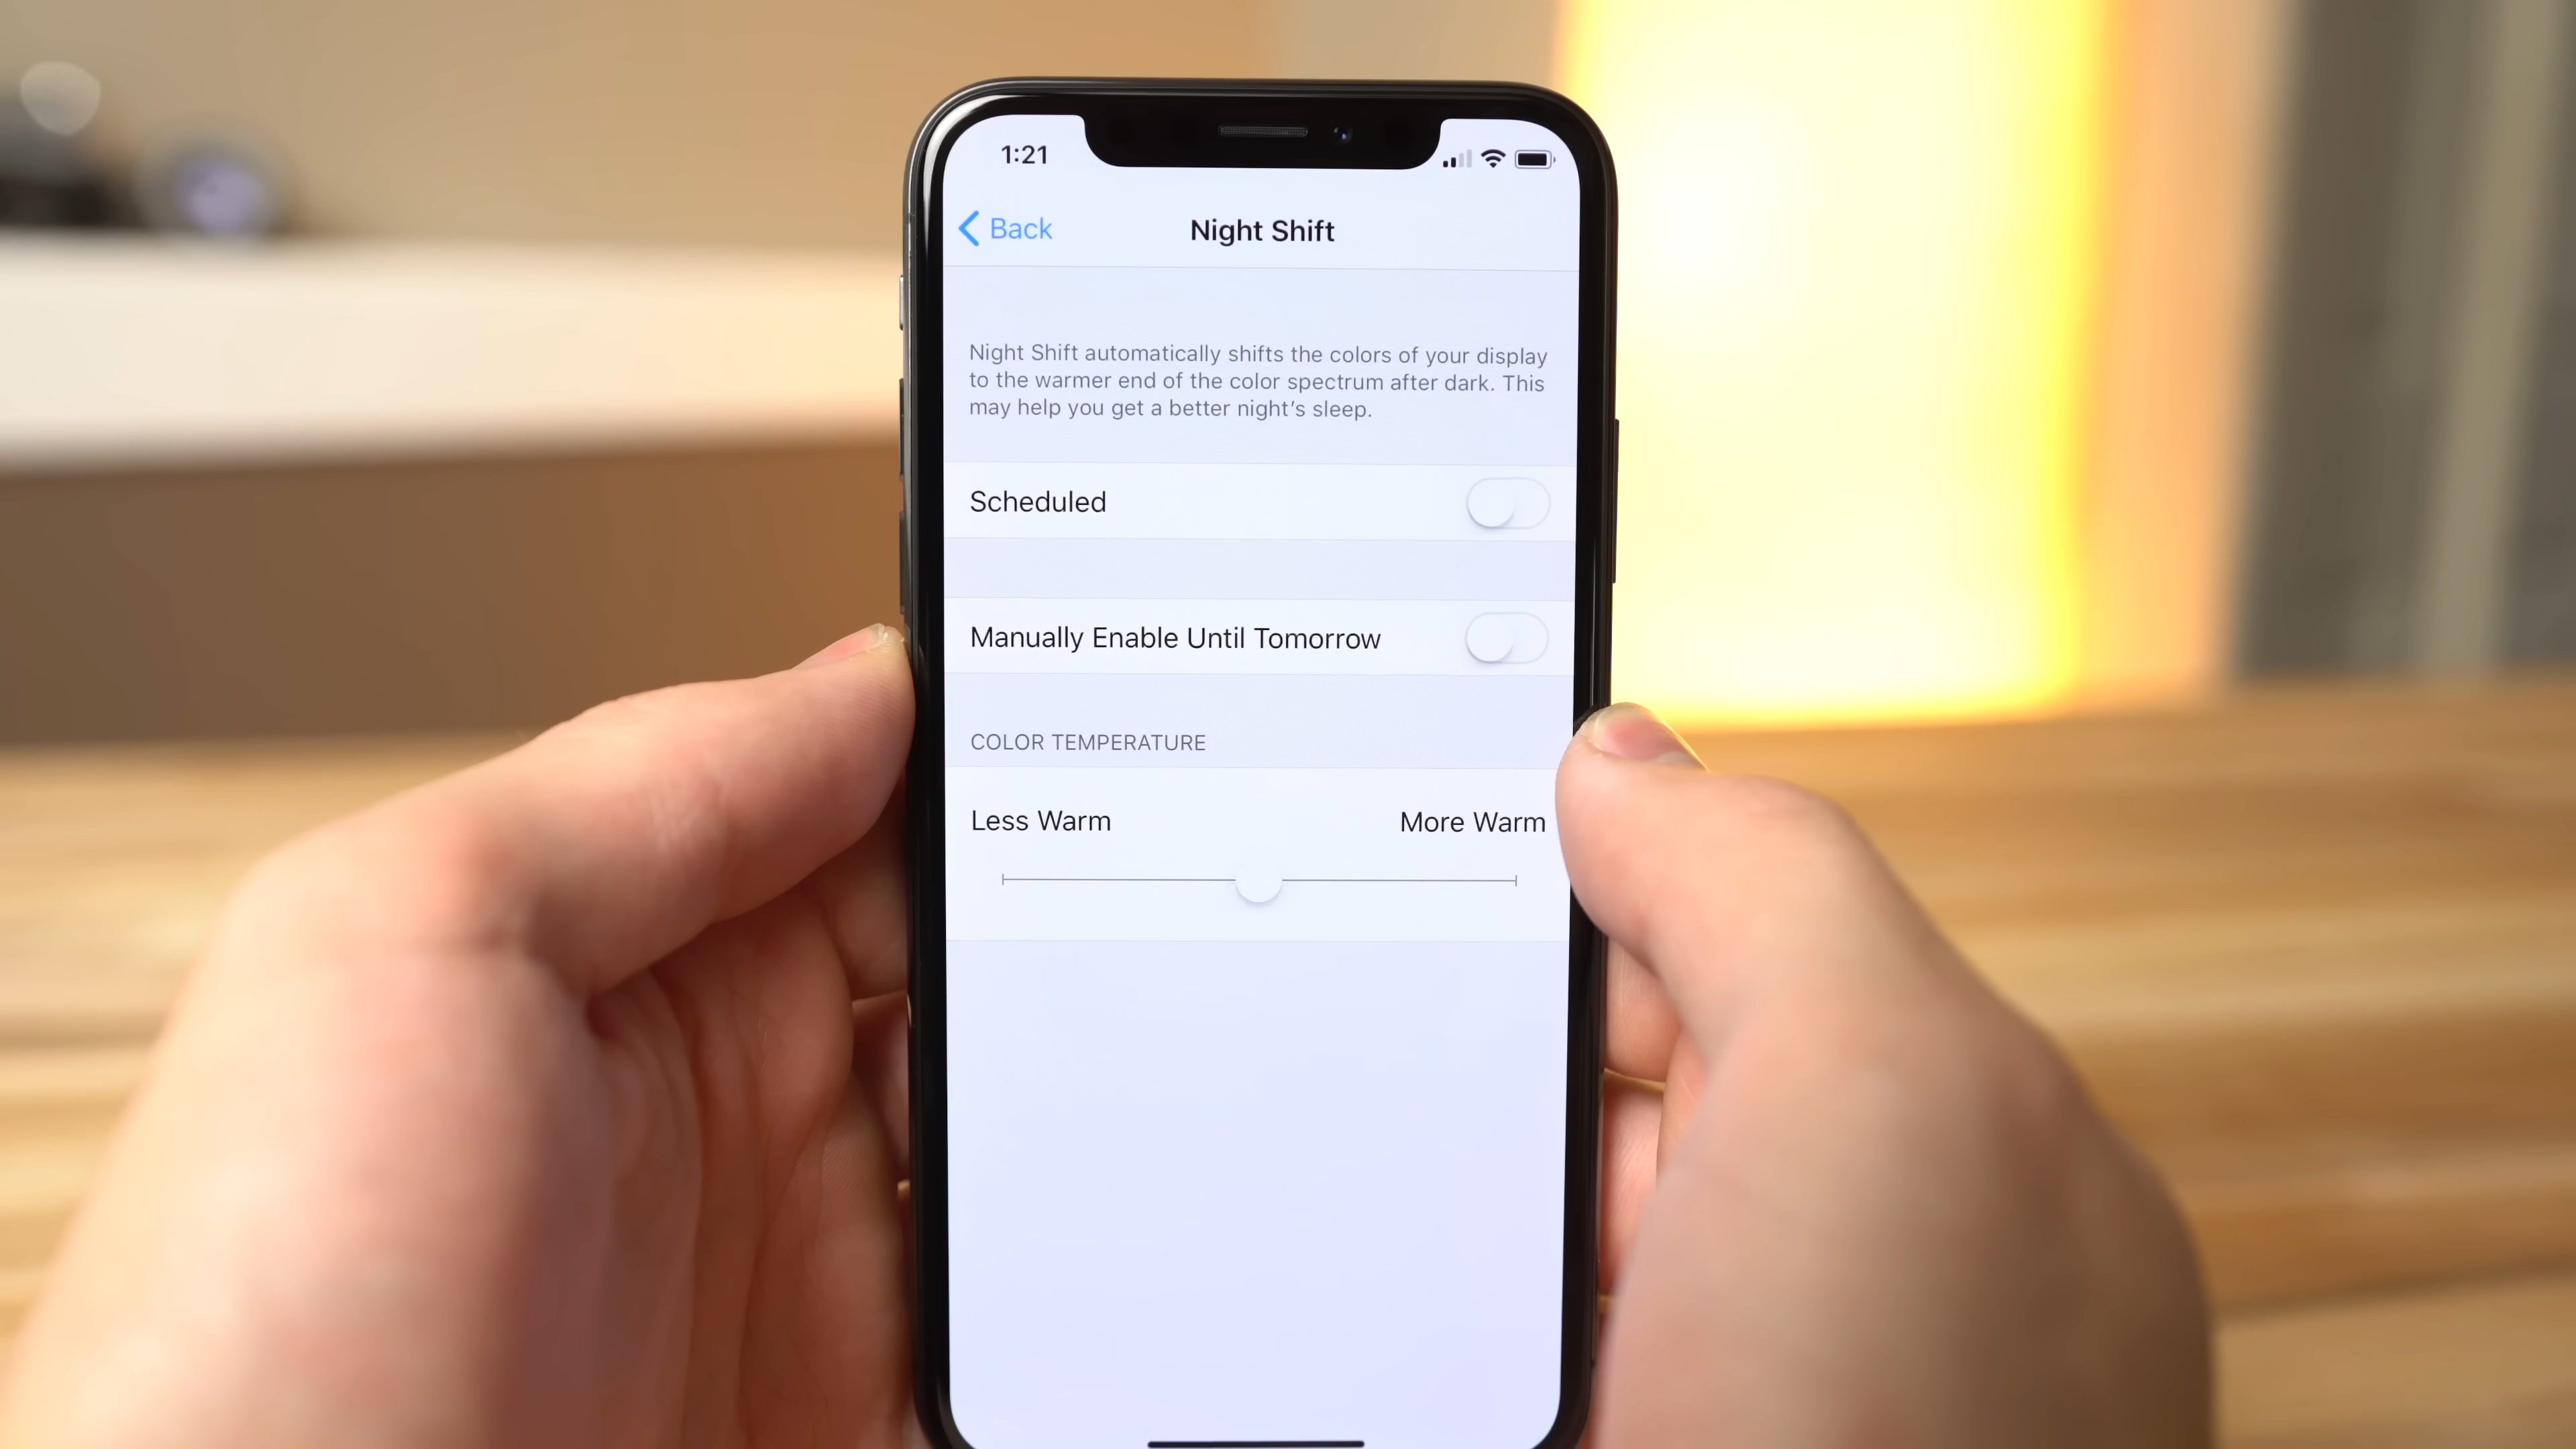 1:21
Back
Night Shift
Night Shift automatically shifts the colors of your display
to the warmer end of the color spectrum after dark. This
may help you get a better night’s sleep.
Scheduled
Manually Enable Until Tomorrow
COLOR TEMPERATURE
Less Warm
More Warm